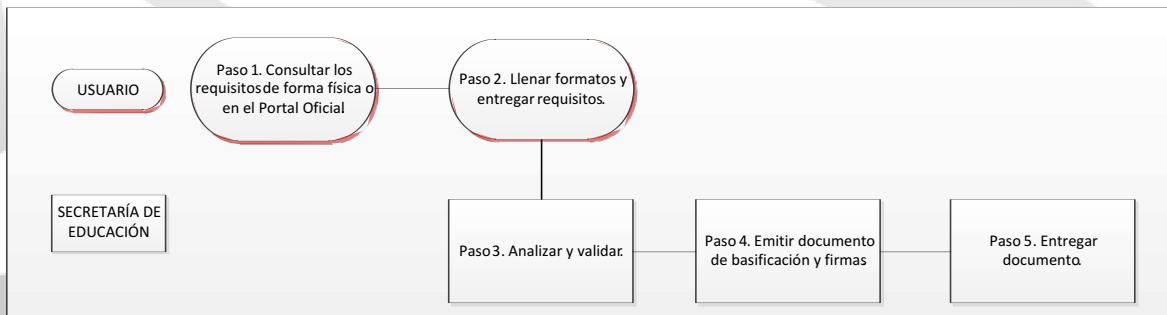 USUARIO
Paso 1. Consultar los
requisitos de forma física o
en el Portal Oficial
Paso 2. Llenar formatos y
entregar requisitos.
SECRETARÍA DE
EDUCACIÓN
Paso 3. Analizar y validar.
Paso 4. Emitir documento
de basificación y firmas
Paso 5. Entregar
documento.